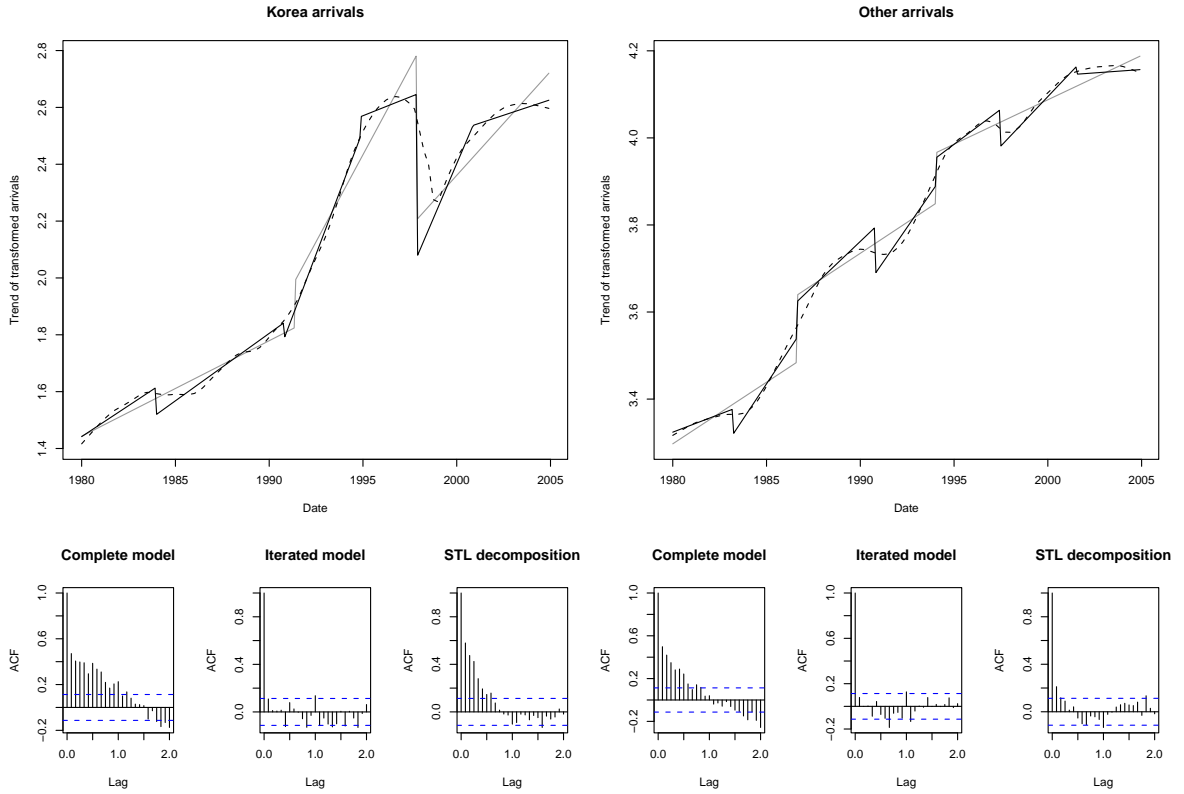 Korea arrivals
Trend of transformed arrivals
2.8
2.6
2.4
2.2
2.0
1.8
1.6
1.4
1980 1985 1990 1995 2000 2005
Date
Other arrivals
Trend of transformed arrivals
4.2
4.0
3.8
3.6
3.4
1980 1985 1990 1995 2000 2005
Date
Complete model
ACF
1.0
0.6
0.2
−0.2
0.0 1.0 2.0
Lag
Iterated model
ACF
0.8
0.4
0.0
0.0 1.0 2.0
Lag
STL decomposition
ACF
0.8
0.4
0.0
0.0 1.0 2.0
Lag
Complete model
ACF
1.0
0.6
0.2
−0.2
0.0 1.0 2.0
Lag
Iterated model
ACF
0.8
0.4
0.0
0.0 1.0 2.0
Lag
STL decomposition
ACF
0.8
0.4
0.0
0.0 1.0 2.0
Lag